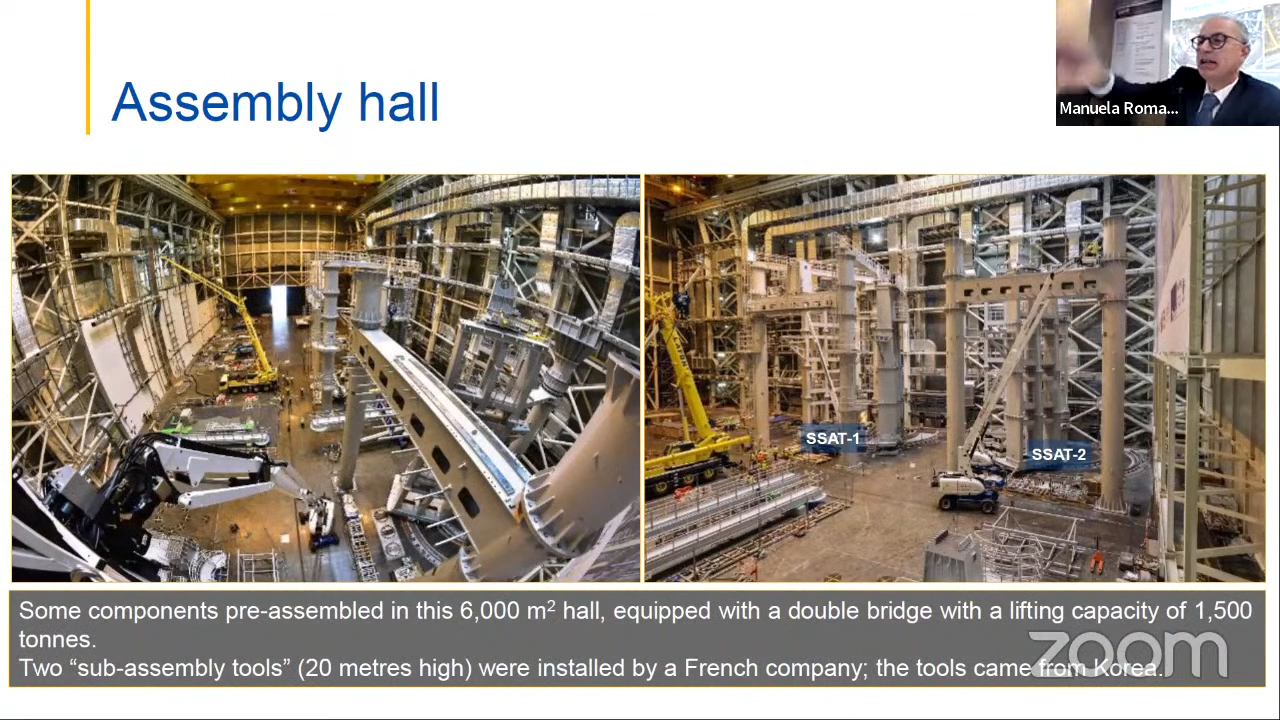 Manuela Roma...
Assembly hall
SSAT-1
SSAT-2
Some components pre-assembled in this 6,000 m² hall, equipped with a double bridge with a lifting capacity of 1,500
tonnes.
Two “sub-assembly tools” (20 metres high) were installed by a French company; the tools came from Korea.
zoom